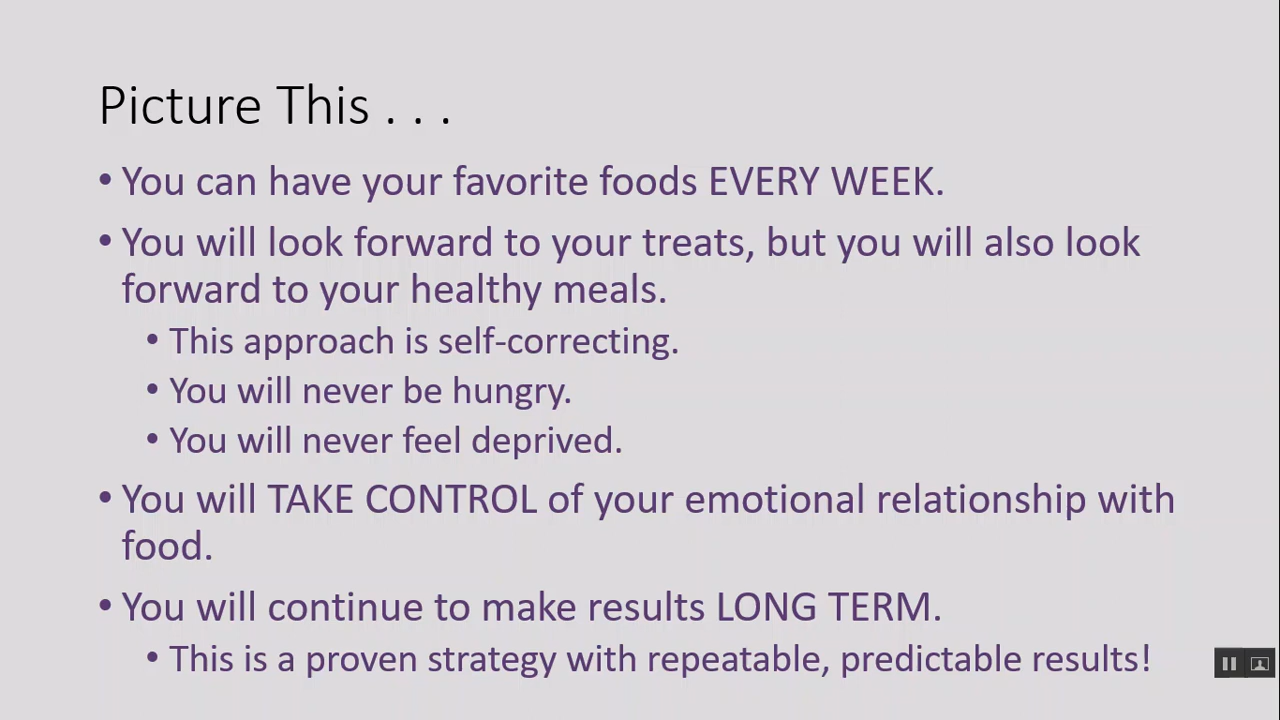 Picture This . . .
• You can have your favorite foods EVERY WEEK.
• You will look forward to your treats, but you will also look
forward to your healthy meals.
• This approach is self-correcting.
• You will never be hungry.
• You will never feel deprived.
• You will TAKE CONTROL of your emotional relationship with
food.
• You will continue to make results LONG TERM.
• This is a proven strategy with repeatable, predictable results!